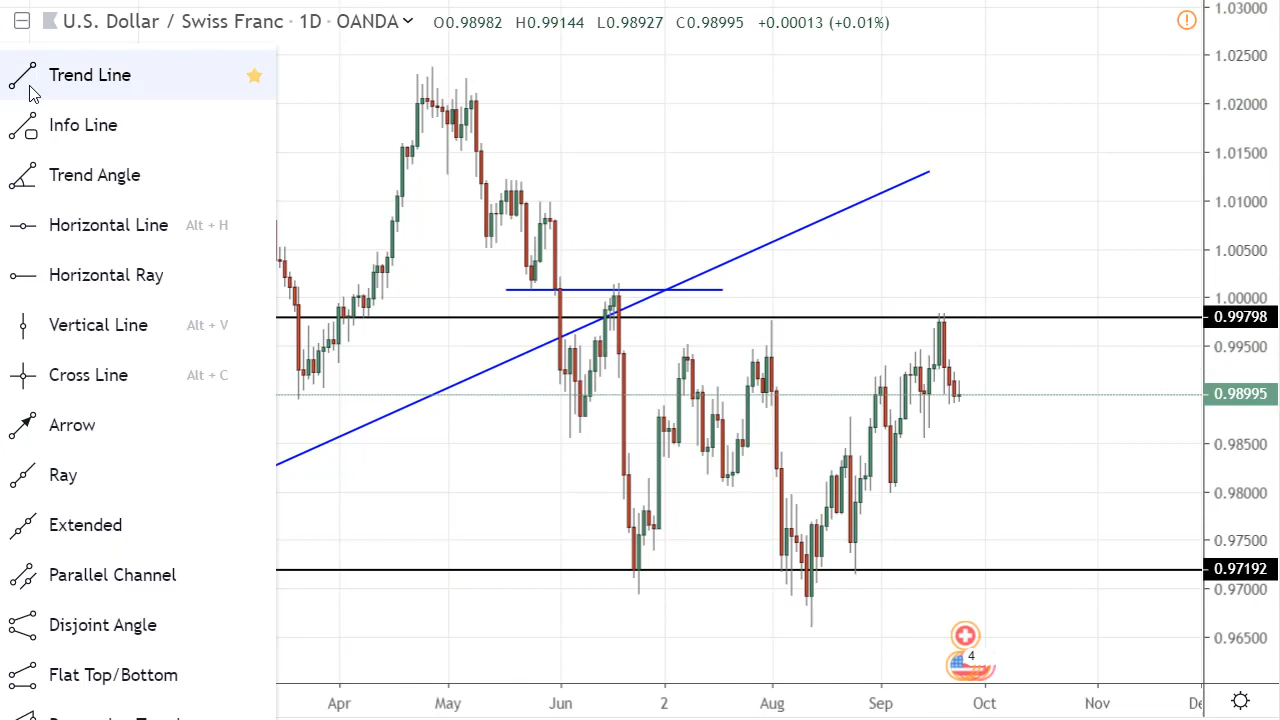 U.S. Dollar / Swiss Franc · 1D · OANDA O0.98982 H0.99144 L0.98927 C0.98995 +0.00013 (+0.01%)
Trend Line
Info Line
Trend Angle
Horizontal Line Alt + H
Horizontal Ray
Vertical Line Alt + V
Cross Line Alt + C
Arrow
Ray
Extended
Parallel Channel
Disjoint Angle
Flat Top/Bottom
1.03000
1.02500
1.02000
1.01500
1.01000
1.00500
1.00000
0.99798
0.99500
0.98995
0.98500
0.98000
0.97500
0.97192
0.97000
0.96500
4
Apr May Jun 2 Aug Sep Oct Nov De